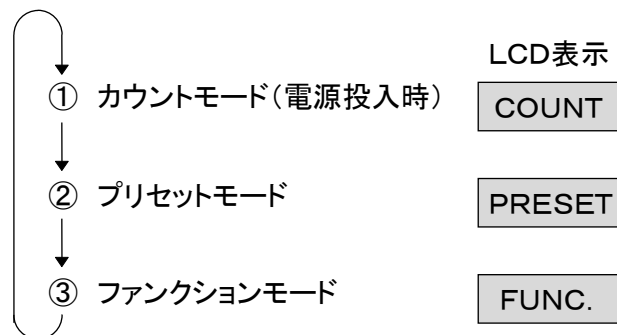 LCD表示
① カウントモード（電源投入時） COUNT
② プリセットモード PRESET
③ ファンクションモード FUNC.